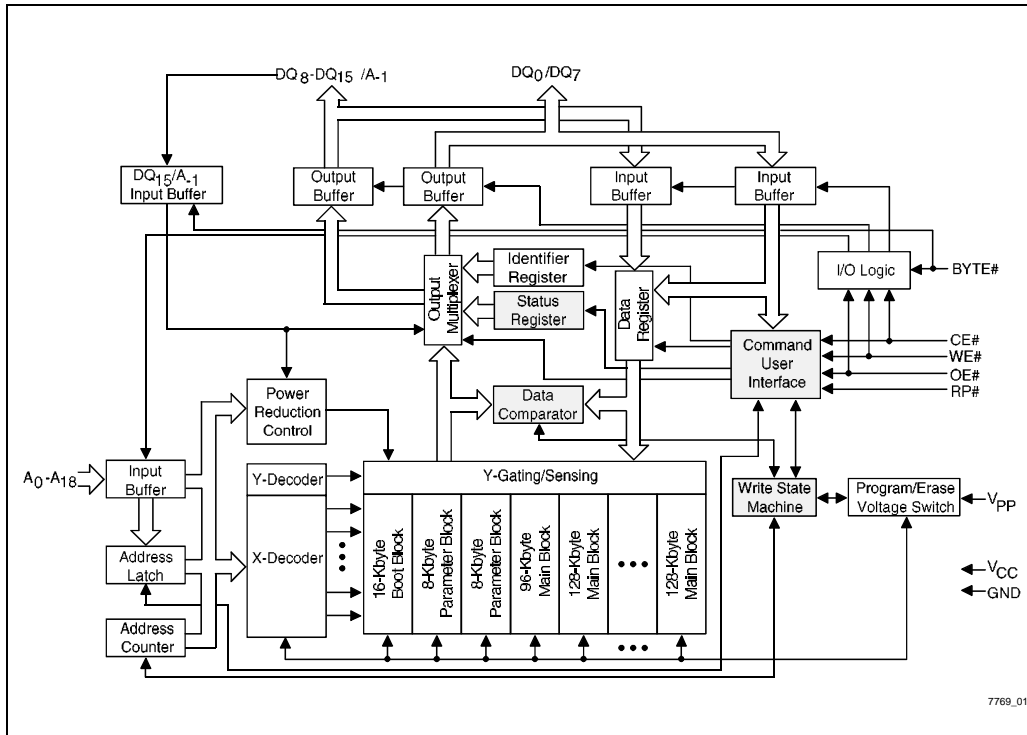 DQ8-DQ15 /A-1
DQ0/DQ7
DQ15/A-1
Input Buffer
Output
Buffer
Output
Buffer
Input
Buffer
Input
Buffer
I/O Logic
BYTE#
Output
Multiplexer
Identifier
Register
Status
Register
Data
Register
Command
User
Interface
CE#
WE#
OE#
RP#
Power
Reduction
Control
Data
Comparator
A0-A18
Input
Buffer
Y-Decoder
Y-Gating/Sensing
Write State
Machine
Program/Erase
Voltage Switch
VPP
Address
Latch
X-Decoder
16-Kbyte
Boot Block
8-Kbyte
Parameter Block
8-Kbyte
Parameter Block
96-Kbyte
Main Block
128-Kbyte
Main Block
128-Kbyte
Main Block
VCC
GND
Address
Counter
7769_01